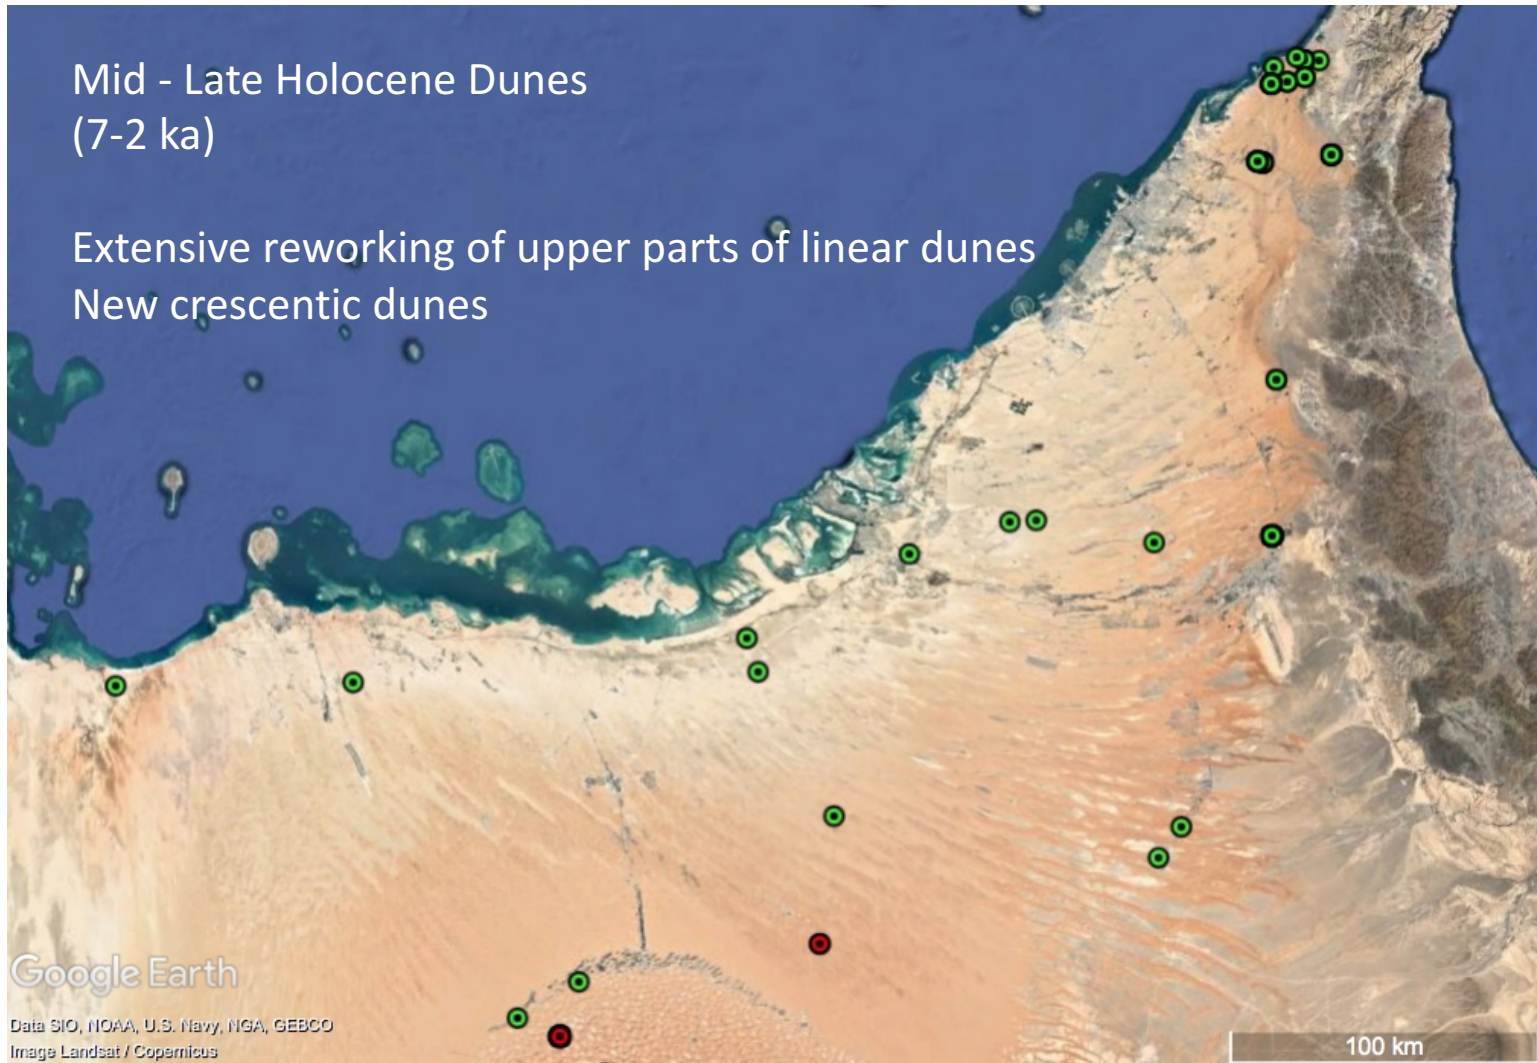 Mid - Late Holocene Dunes
(7-2 ka)
Extensive reworking of upper parts of linear dunes
New crescentic dunes
Google Earth
Data SIO, NOAA, U.S. Navy, NGA, GEBCO
Image Landsat / Copernicus
100 km